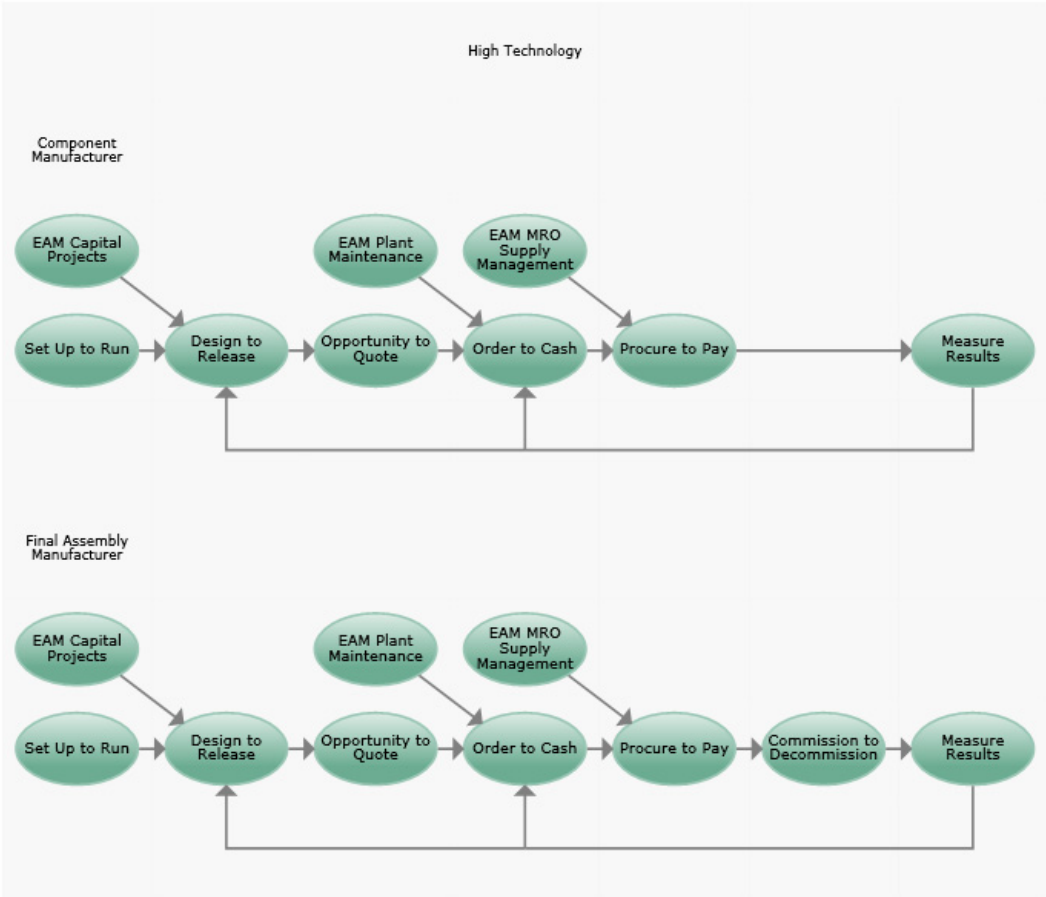 High Technology
Component
Manufacturer
EAM Capital
Projects
EAM Plant
Maintenance
EAM MRO
Supply
Management
Set Up to Run
Design to
Release
Opportunity to
Quote
Order to Cash
Procure to Pay
Measure
Results
Final Assembly
Manufacturer
EAM Capital
Projects
EAM Plant
Maintenance
EAM MRO
Supply
Management
Set Up to Run
Design to
Release
Opportunity to
Quote
Order to Cash
Procure to Pay
Commission to
Decommission
Measure
Results